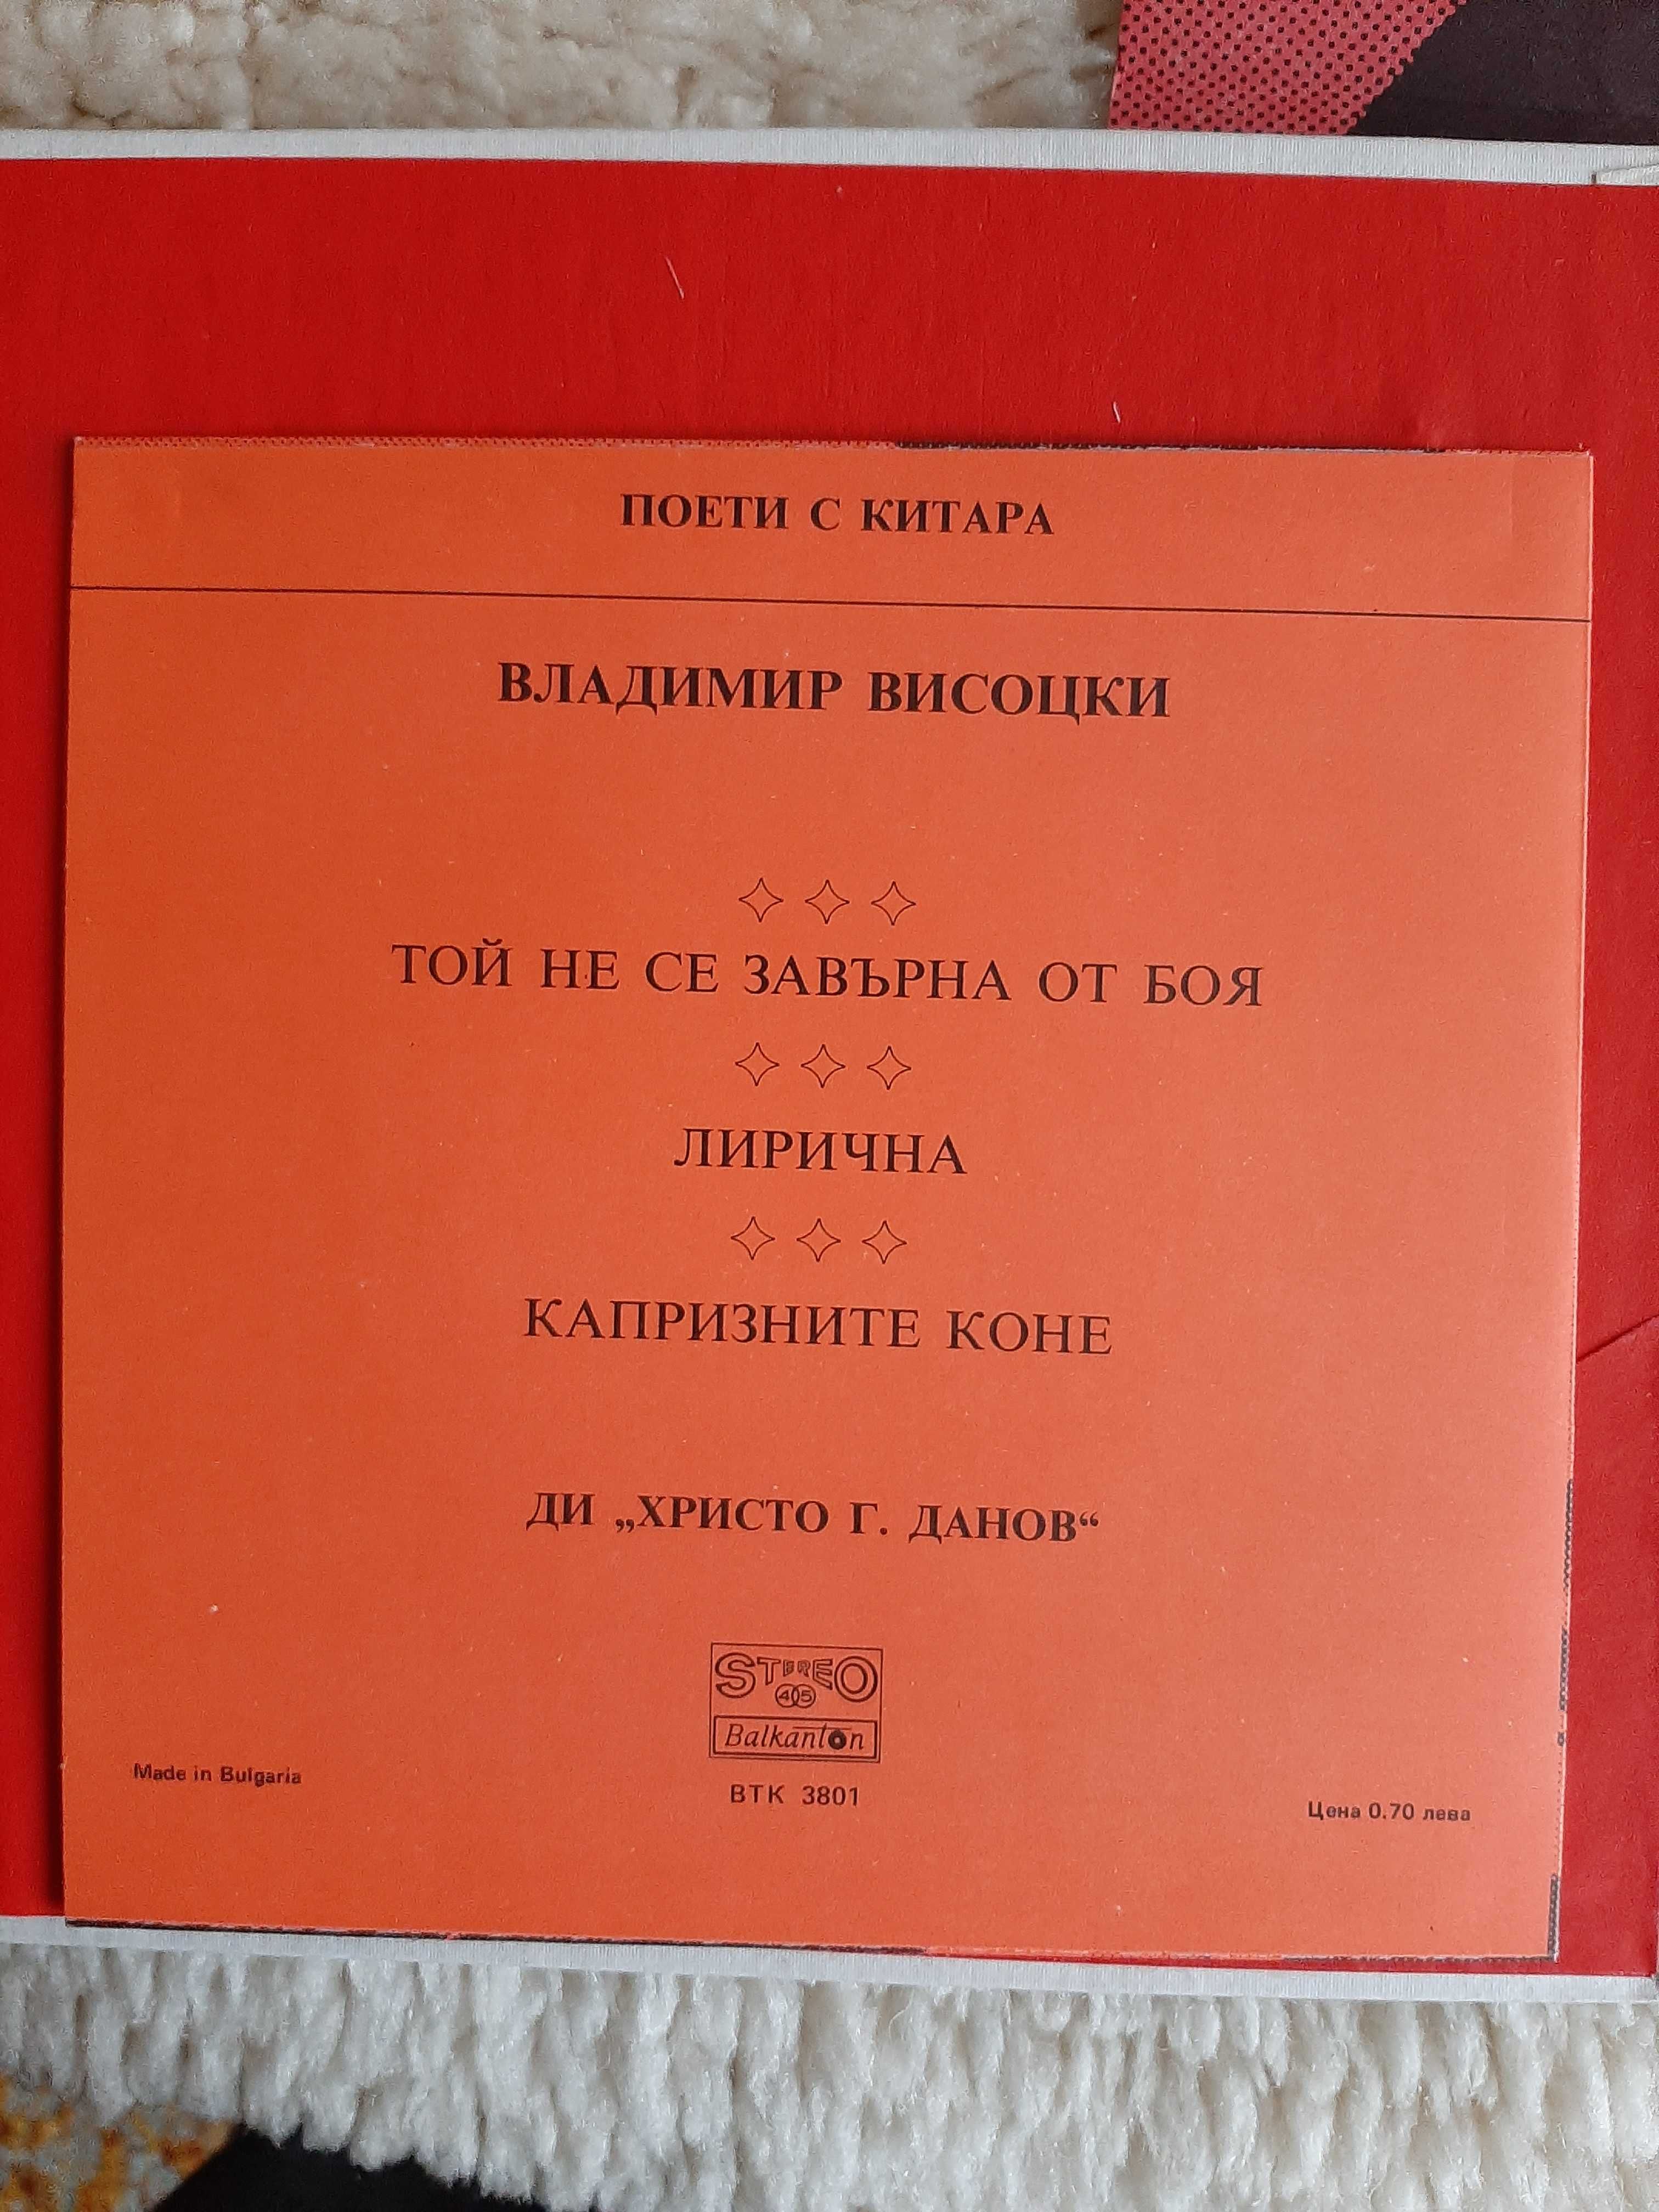 ПОЕТИ С КИТАРА
ВЛАДИМИР ВИСОЦКИ
ТОЙ НЕ СЕ ЗАВЪРНА ОТ БОЯ
ЛИРИЧНА
КАПРИЗНИТЕ КОНЕ
ДИ „ХРИСТО Г. ДАНОВ“
STEREO
45
Balkanton
Made in Bulgaria
ВТК 3801
Цена 0.70 лева